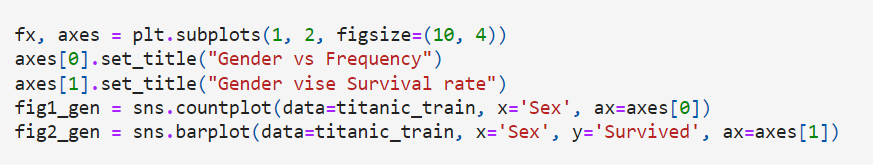 fx, axes = plt.subplots(1, 2, figsize=(10, 4))
axes[0].set_title("Gender vs Frequency")
axes[1].set_title("Gender vise Survival rate")
fig1_gen = sns.countplot(data=titanic_train, x='Sex', ax=axes[0])
fig2_gen = sns.barplot(data=titanic_train, x='Sex', y='Survived', ax=axes[1])